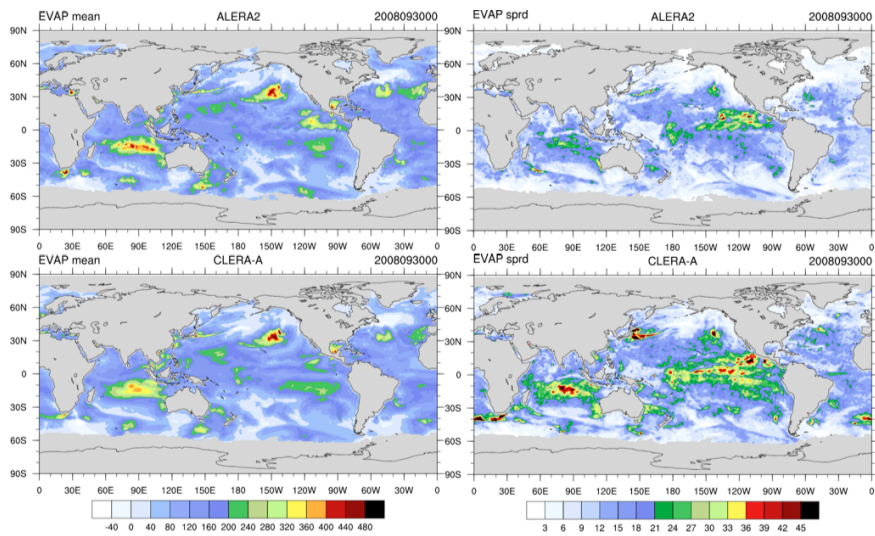 EVAP mean ALERA2 2008093000
90N
60N
30N
0
30S
60S
90S
0 30E 60E 90E 120E 150E 180 150W 120W 90W 60W 30W 0
EVAP sprd ALERA2 2008093000
90N
60N
30N
0
30S
60S
90S
0 30E 60E 90E 120E 150E 180 150W 120W 90W 60W 30W 0
EVAP mean CLERA-A 2008093000
90N
60N
30N
0
30S
60S
90S
0 30E 60E 90E 120E 150E 180 150W 120W 90W 60W 30W 0
EVAP sprd CLERA-A 2008093000
90N
60N
30N
0
30S
60S
90S
0 30E 60E 90E 120E 150E 180 150W 120W 90W 60W 30W 0
-40 0 40 80 120 160 200 240 280 320 360 400 440 480
3 6 9 12 15 18 21 24 27 30 33 36 39 42 45